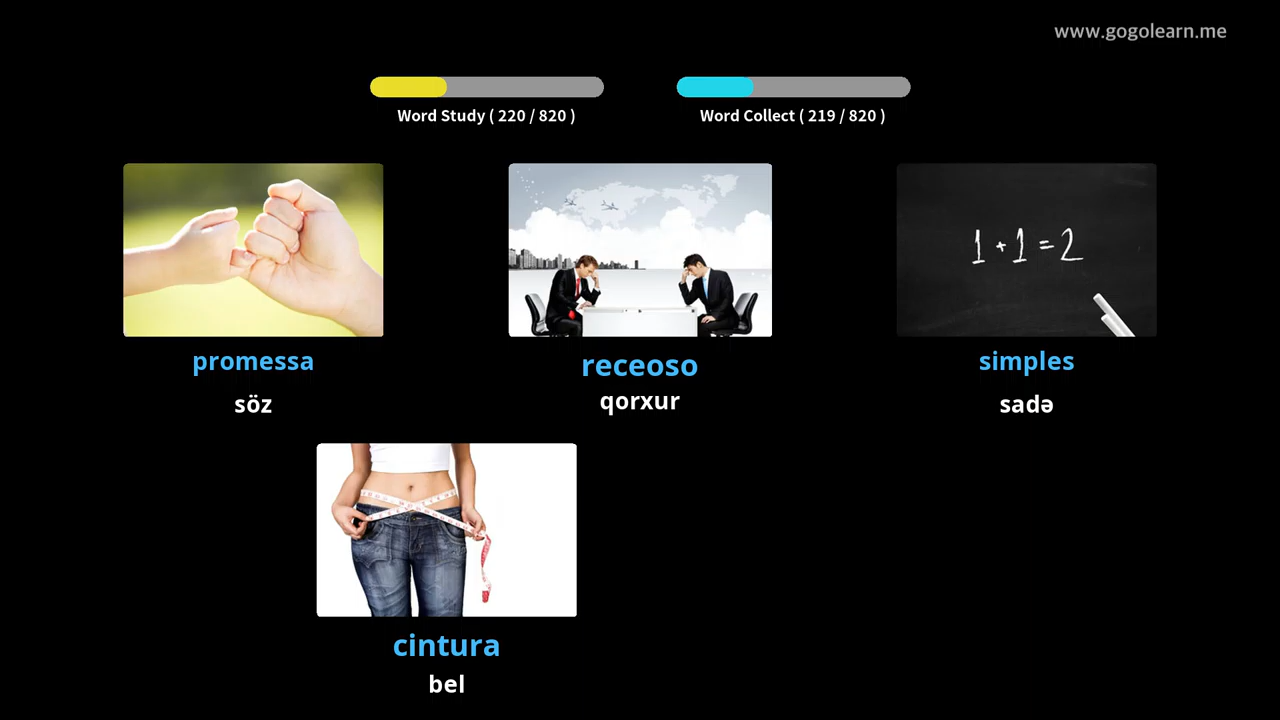 www.gogolearn.me
Word Study ( 220 / 820 )
Word Collect ( 219 / 820 )
1 + 1 = 2
promessa
söz
receoso
qorxur
simples
sadə
cintura
bel